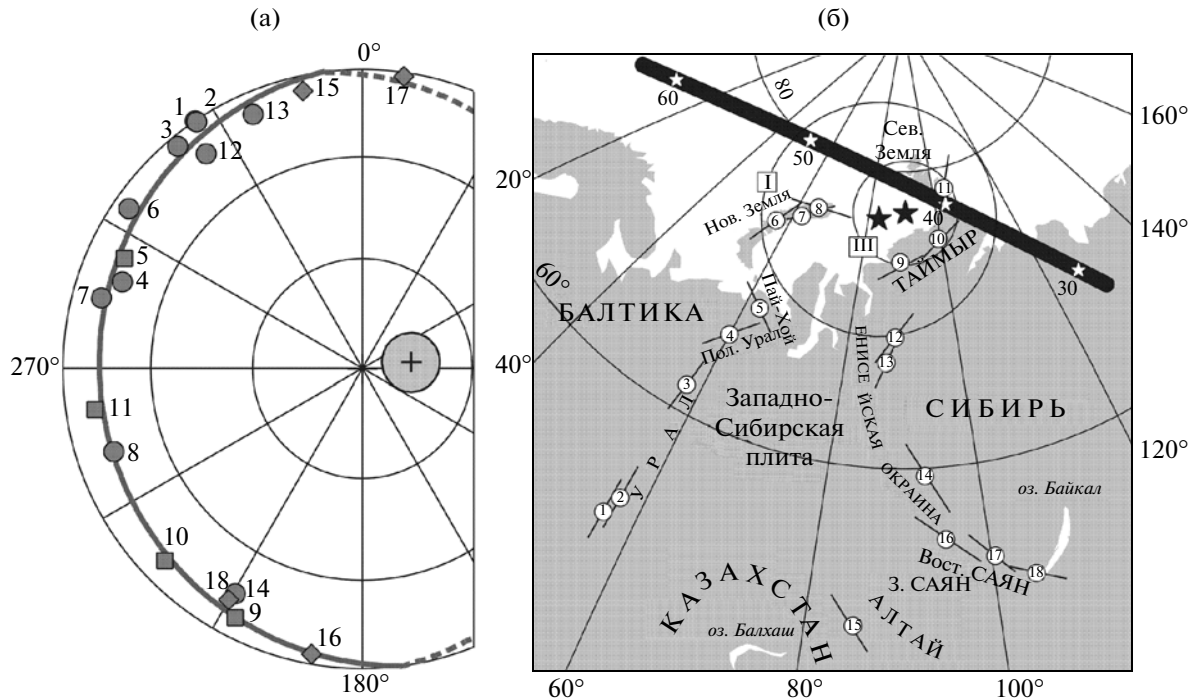 (а)
0°
1
2
3
13
15
17
12
6
5
4
7
270°
+
11
8
10
18
14
9
16
180°
(б)
60
80
50
Сев.
Земля
160°
20°
I
11
Нов. Земля
6
7
8
40
140°
III
10
9
ТАЙМЫР
30
60°
БАЛТИКА
Пай-Хой
5
4
Пол. Урал
12
13
40°
3
УРАЛ
Западно-
Сибирская
плита
ЕНИСЕЙСКАЯ
ОКРАИНА
СИБИРЬ
120°
14
оз. Байкал
1
2
16
17
18
Вост. САЯН
З. САЯН
КАЗАХСТАН
АЛТАЙ
15
оз. Балхаш
60°
80°
100°